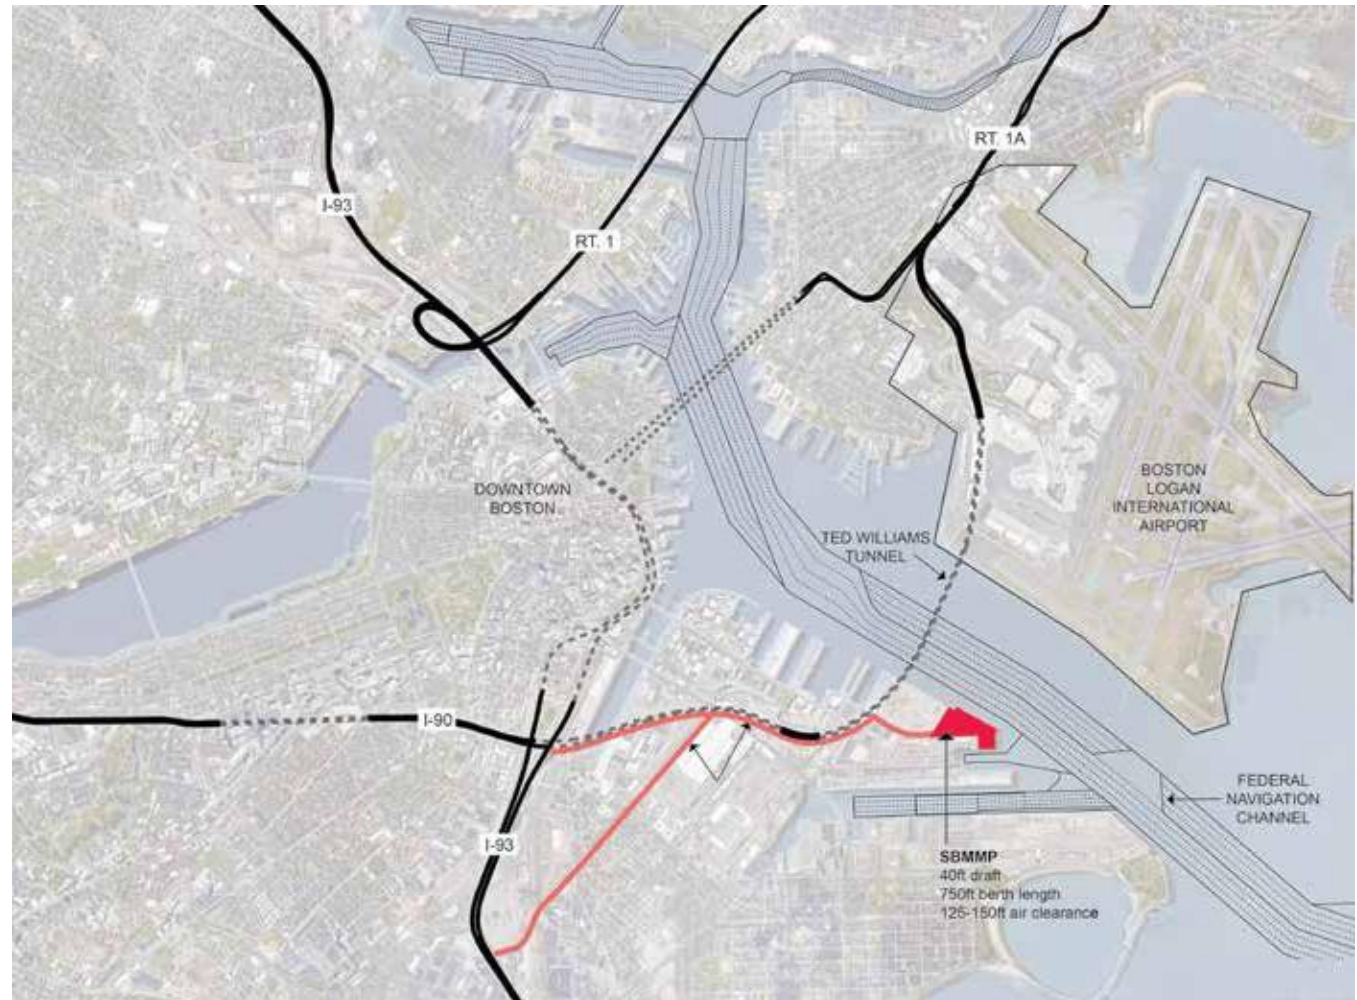 RT. 1A
I-93
RT. 1
DOWNTOWN
BOSTON
BOSTON
LOGAN
INTERNATIONAL
AIRPORT
TED WILLIAMS
TUNNEL
I-90
FEDERAL
NAVIGATION
CHANNEL
I-93
SBMMP
40ft draft
750ft berth length
125-150ft air clearance